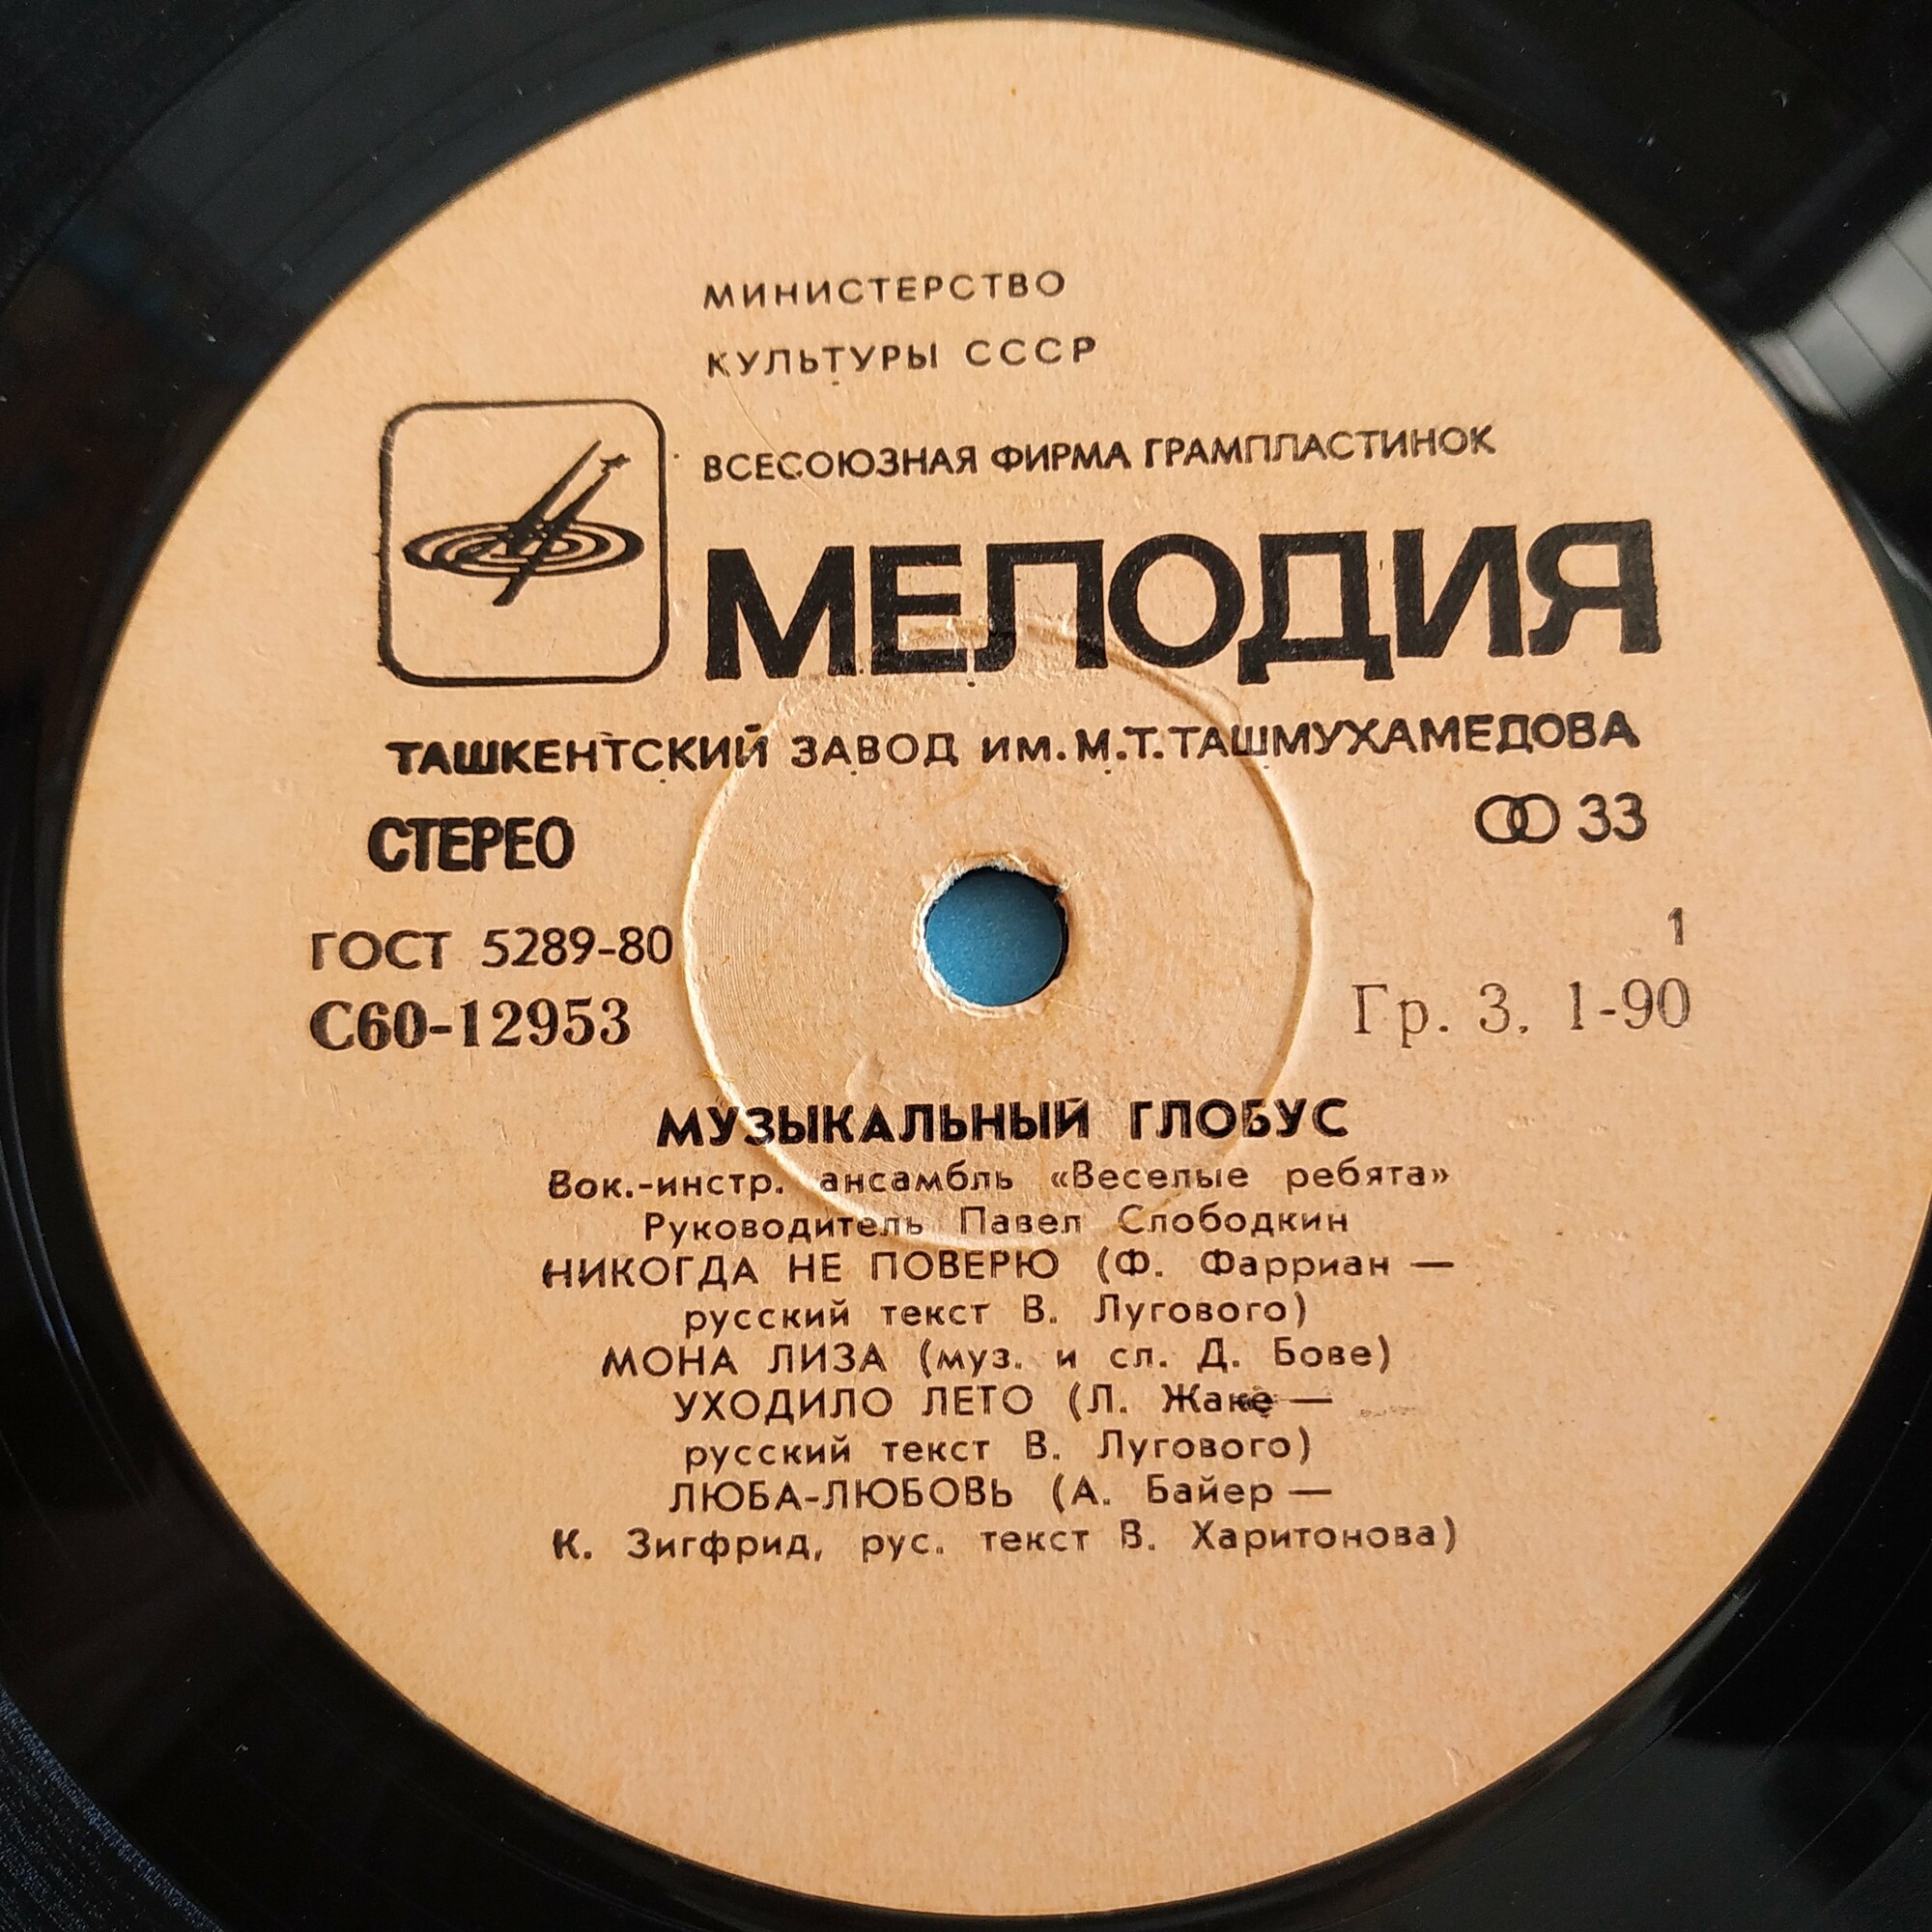 МИНИСТЕРСТВО
КУЛЬТУРЫ СССР
ВСЕСОЮЗНАЯ ФИРМА ГРАМПЛАСТИНОК
МЕЛОДИЯ
ТАШКЕНТСКИЙ ЗАВОД ИМ. М.Т. ТАШМУХАМЕДОВА
СТЕРЕО
33
ГОСТ 5289-80
1
С60-12953
Гр. 3. 1-90
МУЗЫКАЛЬНЫЙ ГЛОБУС
Вок.-инстр. ансамбль «Веселые ребята»
Руководитель Павел Слободкин
НИКОГДА НЕ ПОВЕРЮ (Ф. Фарриан —
русский текст В. Лугового)
МОНА ЛИЗА (муз. и сл. Д. Бове)
УХОДИЛО ЛЕТО (Л. Жаке —
русский текст В. Лугового)
ЛЮБА-ЛЮБОВЬ (А. Байер —
К. Зигфрид, рус. текст В. Харитонова)